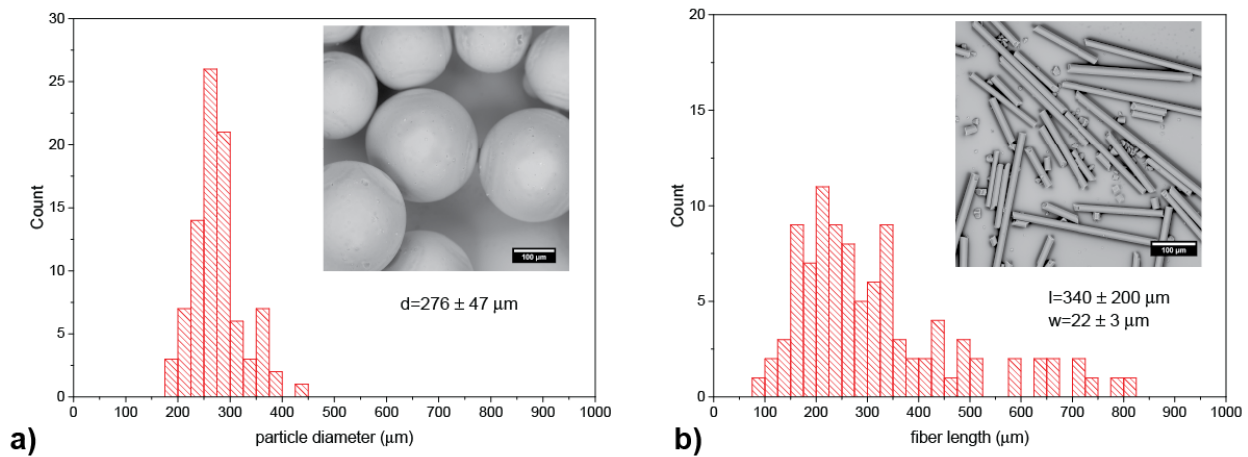 30
25
20
15
10
5
0
Count
0 100 200 300 400 500 600 700 800 900 1000
particle diameter (μm)
100 μm
d=276 ± 47 μm
a)
20
15
10
5
0
Count
0 100 200 300 400 500 600 700 800 900 1000
fiber length (μm)
100 μm
l=340 ± 200 μm
w=22 ± 3 μm
b)